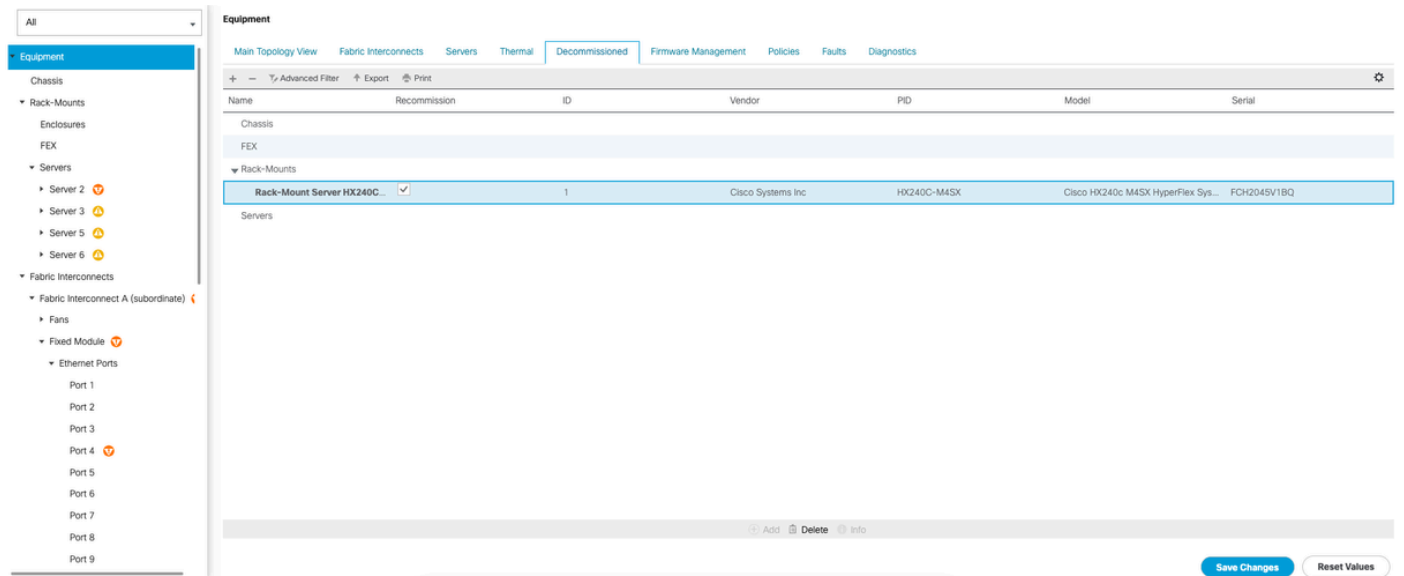 All
Equipment
Chassis
Rack-Mounts
Enclosures
FEX
Servers
Server 2
Server 3
Server 5
Server 6
Fabric Interconnects
Fabric Interconnect A (subordinate)
Fans
Fixed Module
Ethernet Ports
Port 1
Port 2
Port 3
Port 4
Port 5
Port 6
Port 7
Port 8
Port 9
Equipment
Main Topology View Fabric Interconnects Servers Thermal Decommissioned Firmware Management Policies Faults Diagnostics
+ − Advanced Filter Export Print
Name Recommission ID Vendor PID Model Serial
Chassis
FEX
Rack-Mounts
Rack-Mount Server HX240C... 1 Cisco Systems Inc HX240C-M4SX Cisco HX240c M4SX HyperFlex Sys... FCH2045V1BQ
Servers
Add Delete Info
Save Changes Reset Values